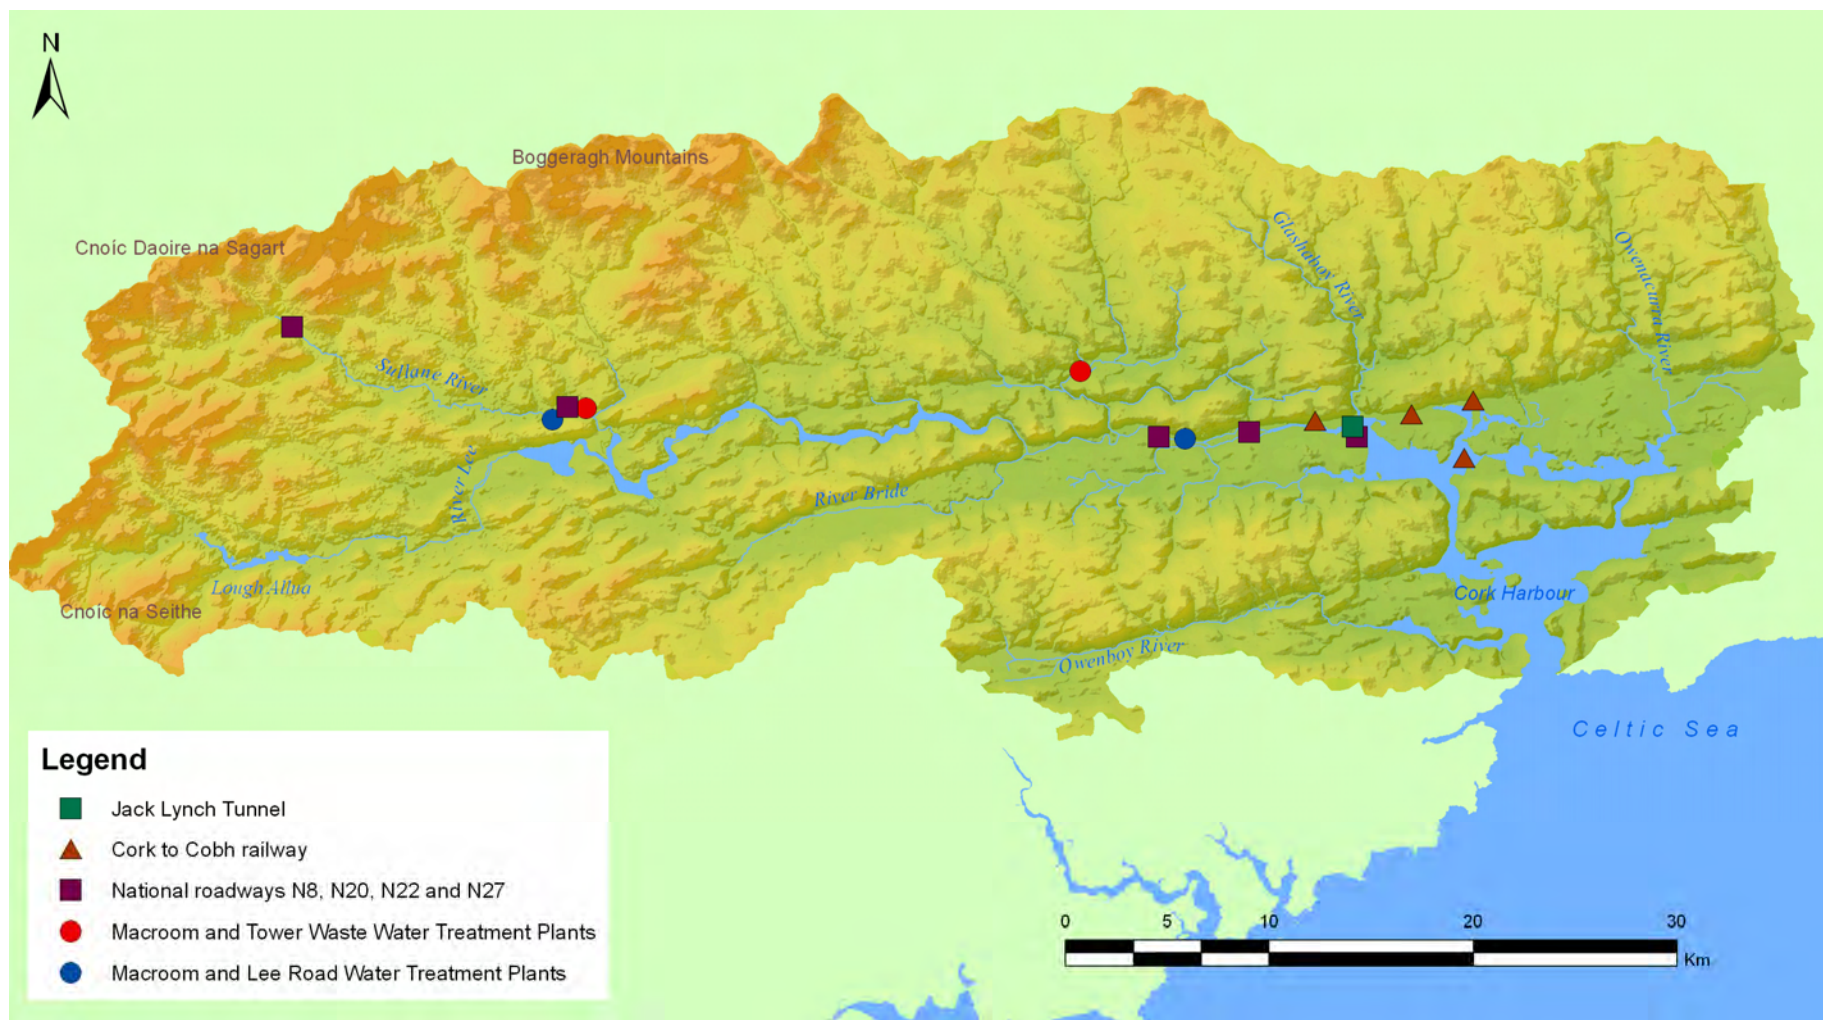 N
Boggeragh Mountains
Cnoíc Daoire na Sagart
Glashaboy River
Owenacurra River
Sullane River
River Lee
River Bride
Lough Allua
Cnoíc na Seithe
Cork Harbour
Owenboy River
Celtic Sea
Legend
Jack Lynch Tunnel
Cork to Cobh railway
National roadways N8, N20, N22 and N27
Macroom and Tower Waste Water Treatment Plants
Macroom and Lee Road Water Treatment Plants
0 5 10 20 30
Km